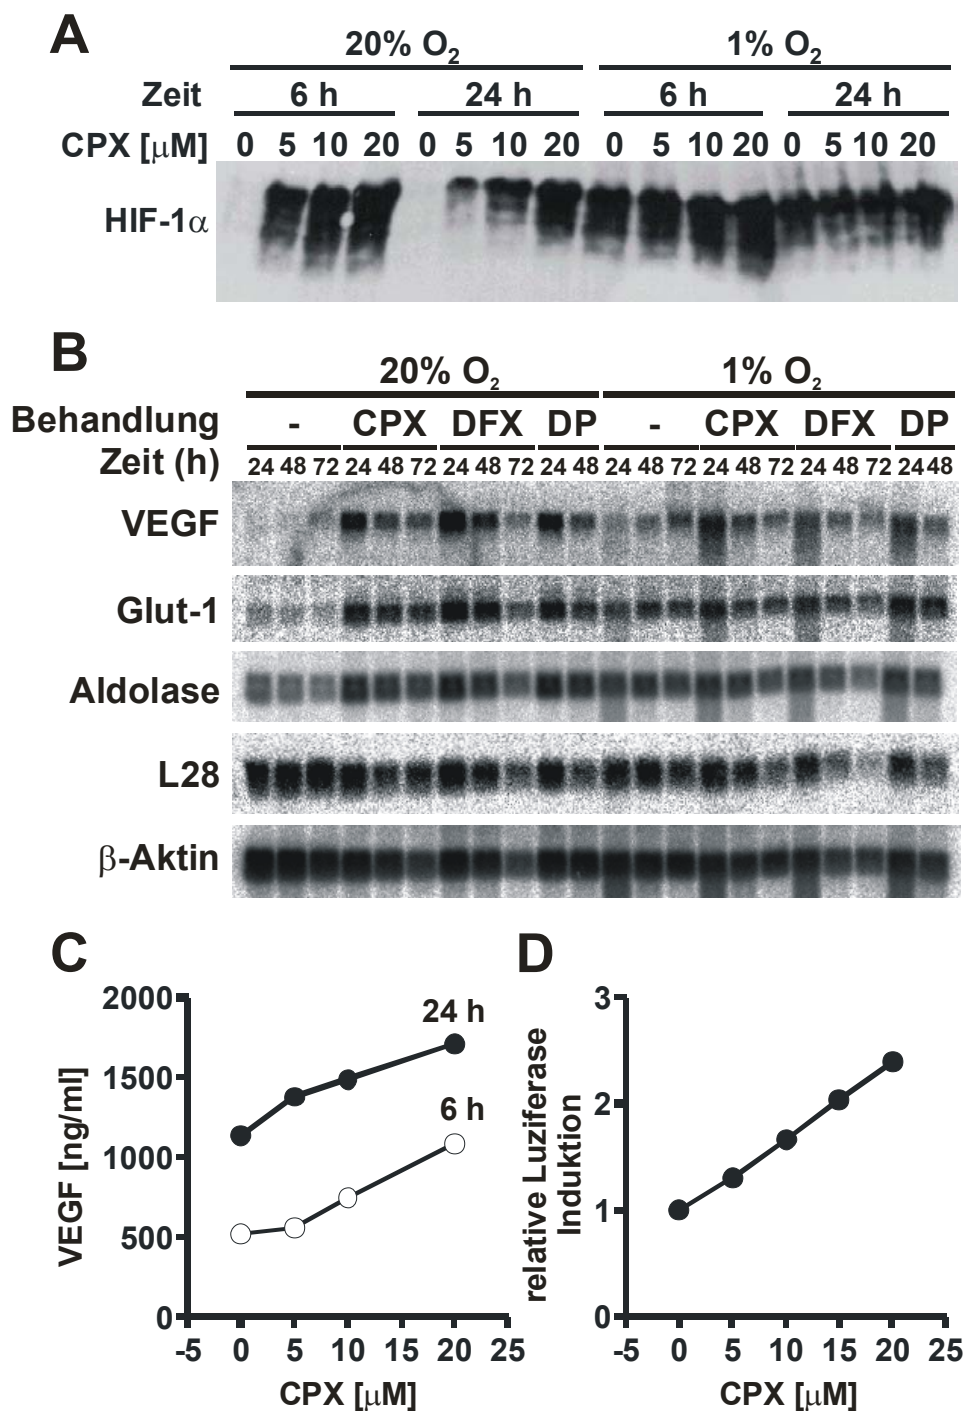 A
20% O2 1% O2
Zeit 6 h 24 h 6 h 24 h
CPX [μM] 0 5 10 20 0 5 10 20 0 5 10 20 0 5 10 20
HIF-1α
B
20% O2 1% O2
Behandlung - CPX DFX DP - CPX DFX DP
Zeit (h) 24 48 72 24 48 72 24 48 72 24 48 24 48 72 24 48 72 24 48 72 24 48
VEGF
Glut-1
Aldolase
L28
β-Aktin
C
VEGF [ng/ml]
2000
1500
1000
500
0
24 h
6 h
-5 0 5 10 15 20 25
CPX [μM]
D
relative Luziferase
Induktion
3
2
1
0
-5 0 5 10 15 20 25
CPX [μM]